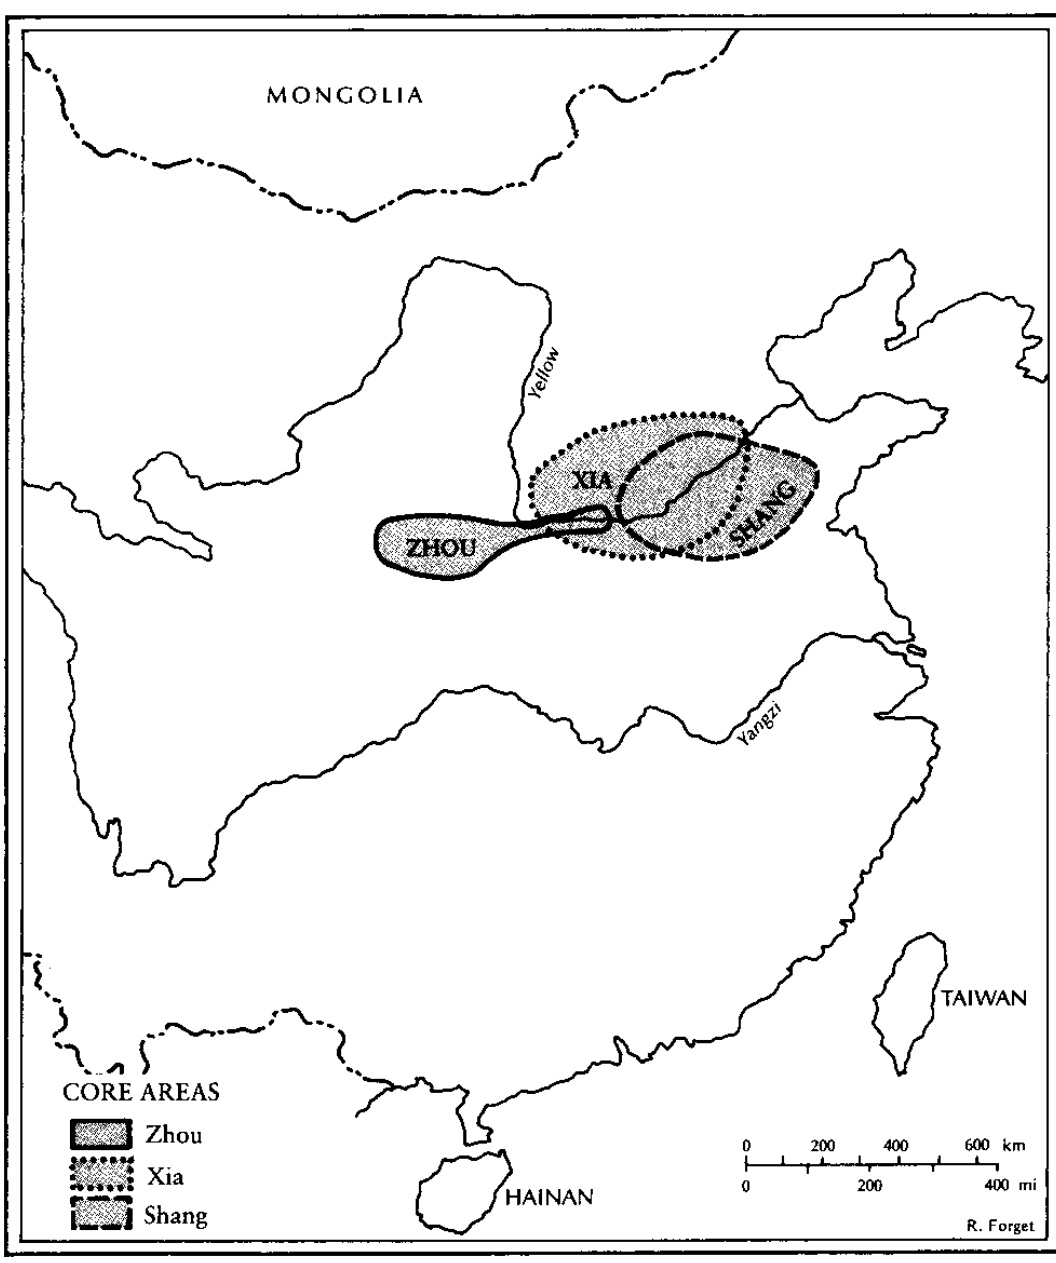 MONGOLIA
Yellow
XIA
SHANG
ZHOU
Yangzi
TAIWAN
CORE AREAS
Zhou
Xia
Shang
HAINAN
0 200 400 600 km
0 200 400 mi
R. Forget